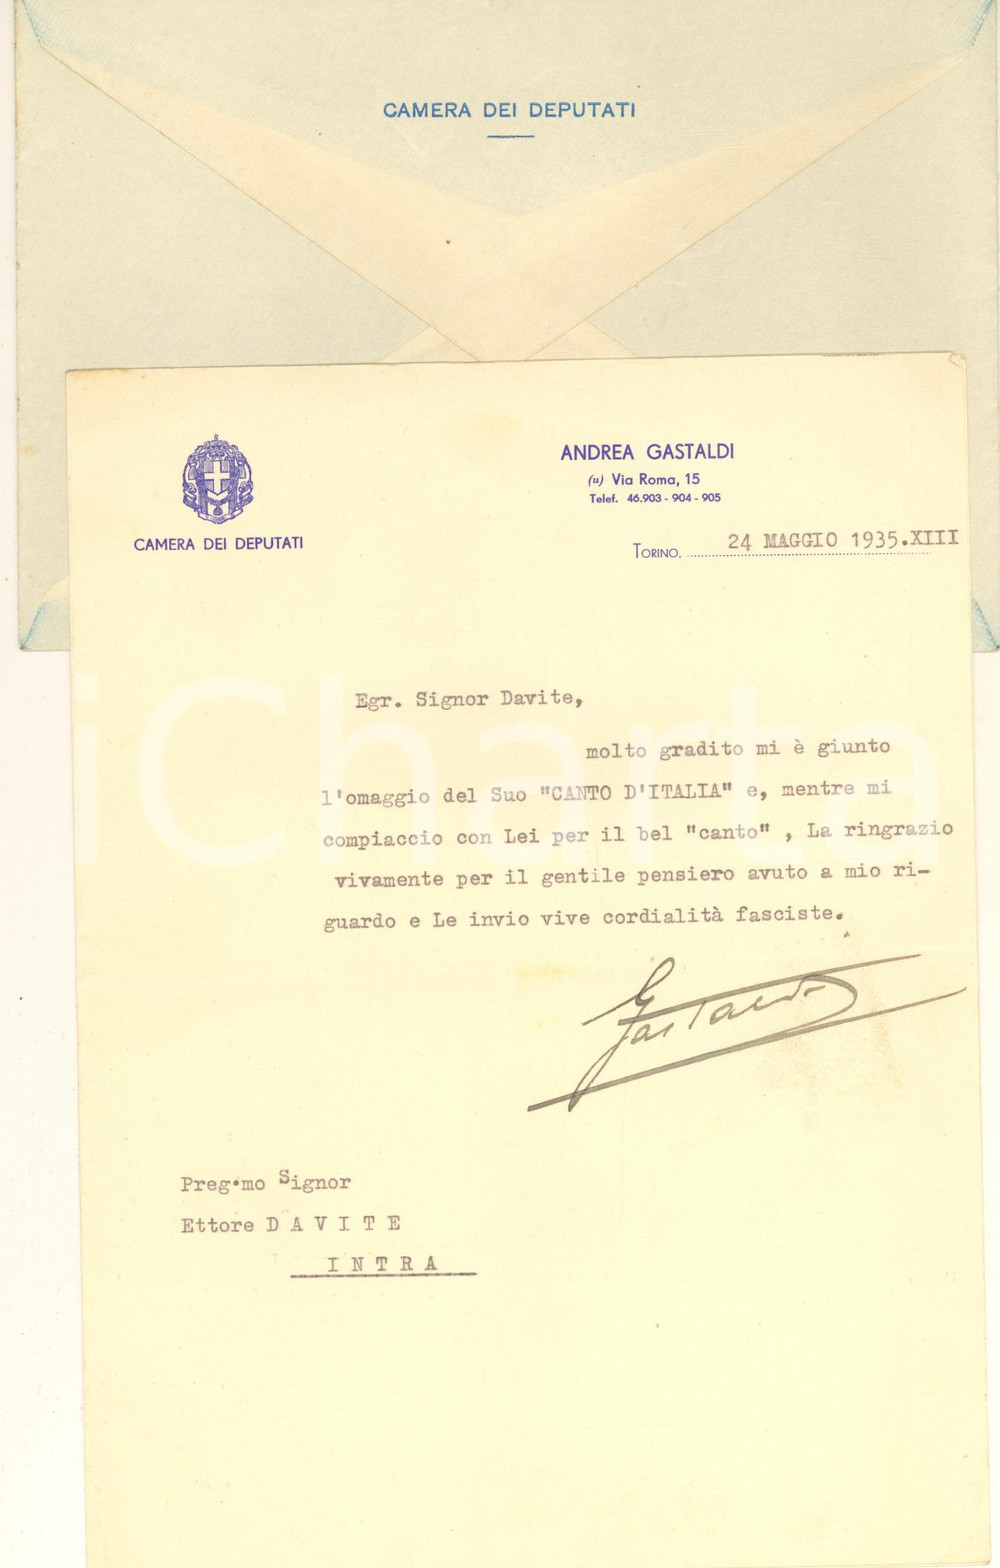 CAMERA DEI DEPUTATI
ANDREA GASTALDI
(u) Via Roma, 15
Telef. 46.903 - 904 - 905
CAMERA DEI DEPUTATI
TORINO, 24 MAGGIO 1935.XIII
Egr. Signor Davite,
molto gradito mi è giunto
l'omaggio del Suo "CANTO D'ITALIA" e, mentre mi
compiaccio con Lei per il bel "canto" , La ringrazio
vivamente per il gentile pensiero avuto a mio ri-
guardo e Le invio vive cordialità fasciste.
Gastaldi
Preg.mo Signor
Ettore D A V I T E
I N T R A
iCharta